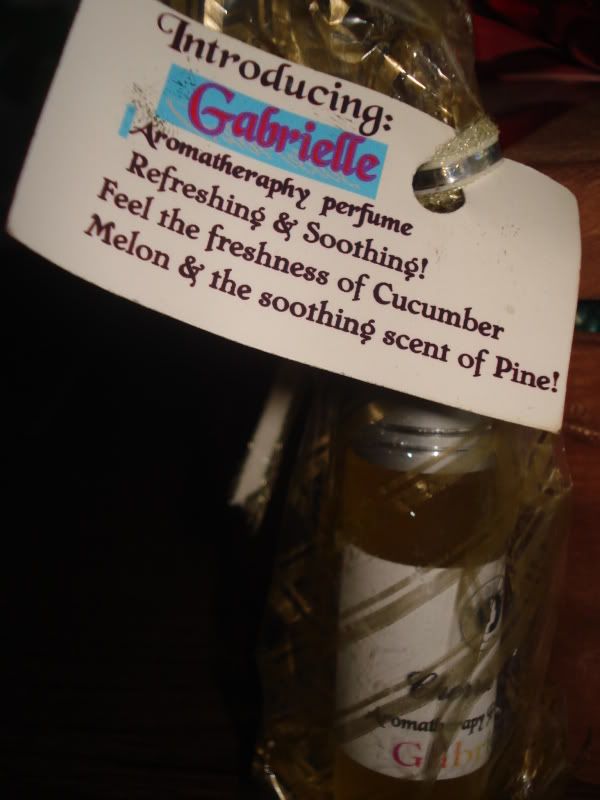 Introducing:
Gabrielle
Aromatheraphy perfume
Refreshing & Soothing!
Feel the freshness of Cucumber
Melon & the soothing scent of Pine!